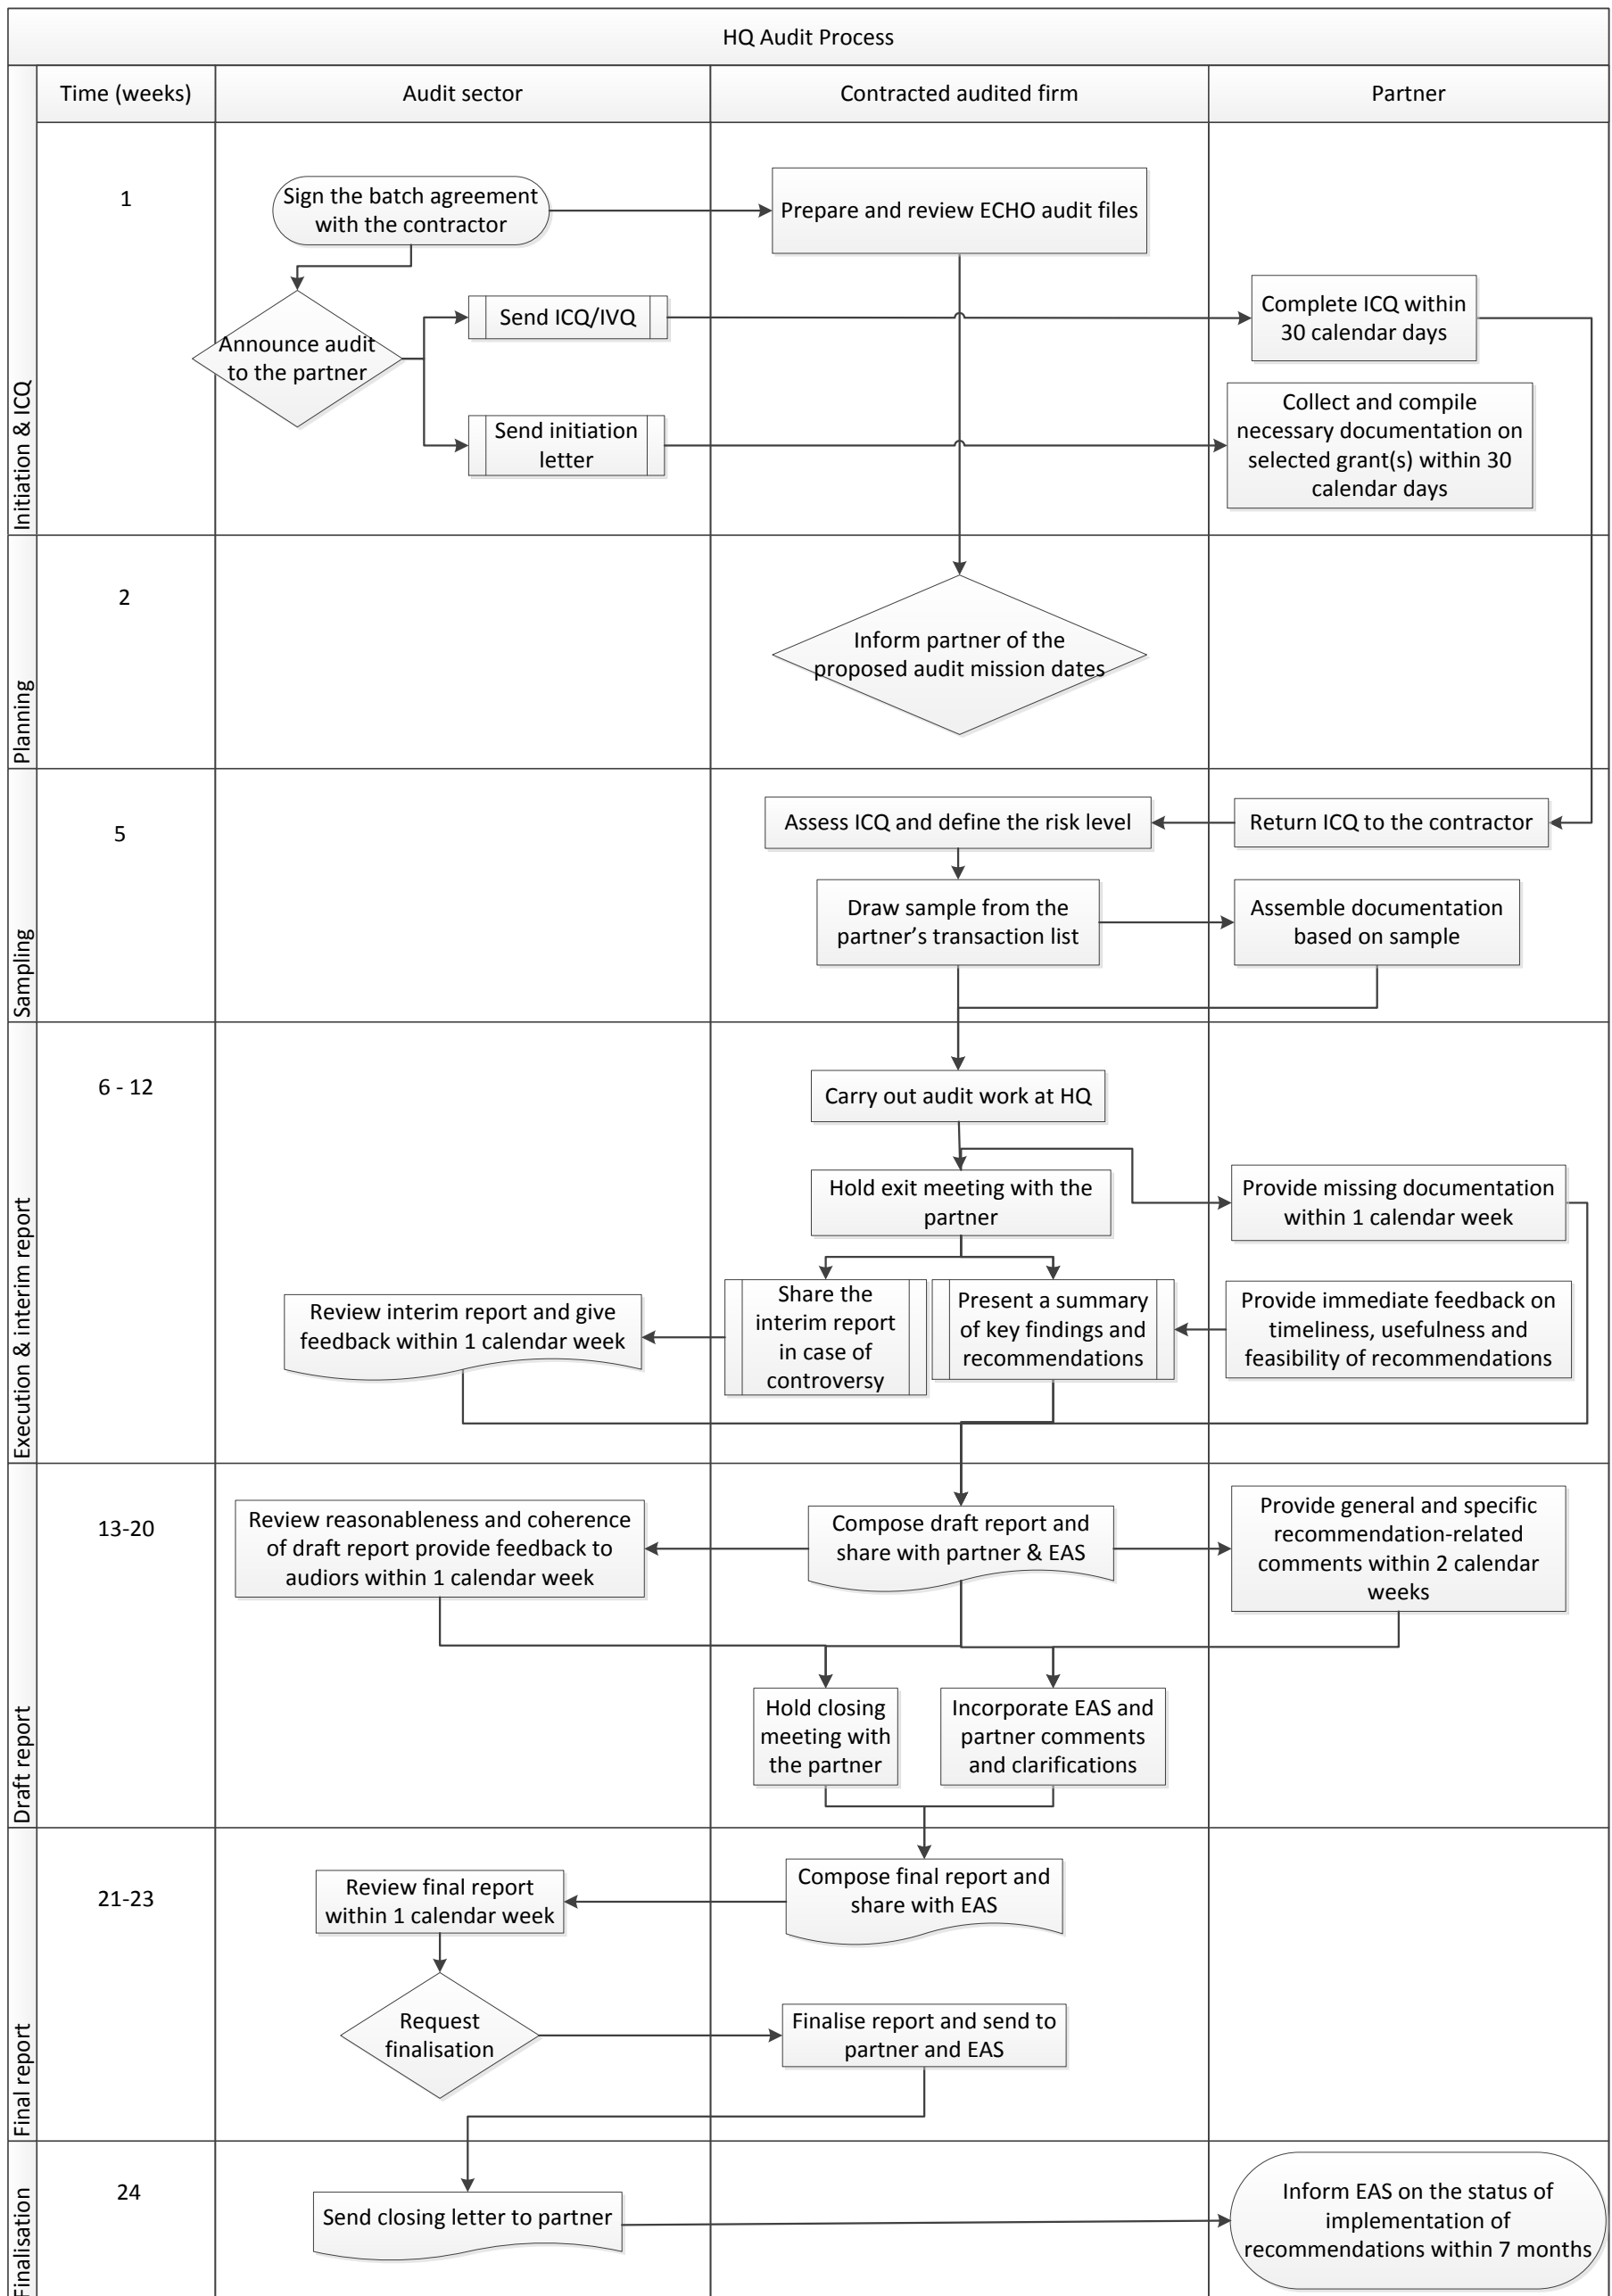 HQ Audit Process
Time (weeks)
Audit sector
Contracted audited firm
Partner
Initiation & ICQ
1
Sign the batch agreement
with the contractor
Prepare and review ECHO audit files
Announce audit
to the partner
Send ICQ/IVQ
Complete ICQ within
30 calendar days
Send initiation
letter
Collect and compile
necessary documentation on
selected grant(s) within 30
calendar days
Planning
2
Inform partner of the
proposed audit mission dates
Sampling
5
Assess ICQ and define the risk level
Return ICQ to the contractor
Draw sample from the
partner’s transaction list
Assemble documentation
based on sample
Execution & interim report
6 - 12
Carry out audit work at HQ
Hold exit meeting with the
partner
Provide missing documentation
within 1 calendar week
Review interim report and give
feedback within 1 calendar week
Share the
interim report
in case of
controversy
Present a summary
of key findings and
recommendations
Provide immediate feedback on
timeliness, usefulness and
feasibility of recommendations
Draft report
13-20
Review reasonableness and coherence
of draft report provide feedback to
audiors within 1 calendar week
Compose draft report and
share with partner & EAS
Provide general and specific
recommendation-related
comments within 2 calendar
weeks
Hold closing
meeting with
the partner
Incorporate EAS and
partner comments
and clarifications
Final report
21-23
Review final report
within 1 calendar week
Compose final report and
share with EAS
Request
finalisation
Finalise report and send to
partner and EAS
Finalisation
24
Send closing letter to partner
Inform EAS on the status of
implementation of
recommendations within 7 months